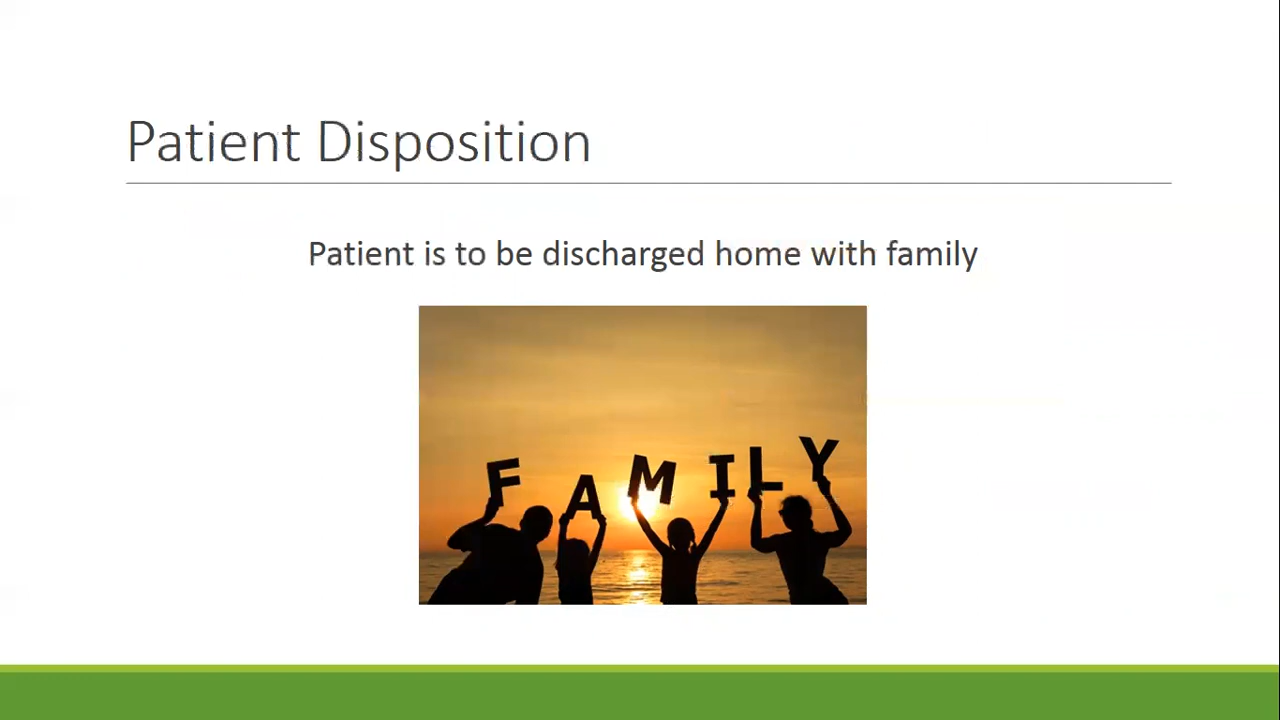 Patient Disposition
Patient is to be discharged home with family
FAMILY